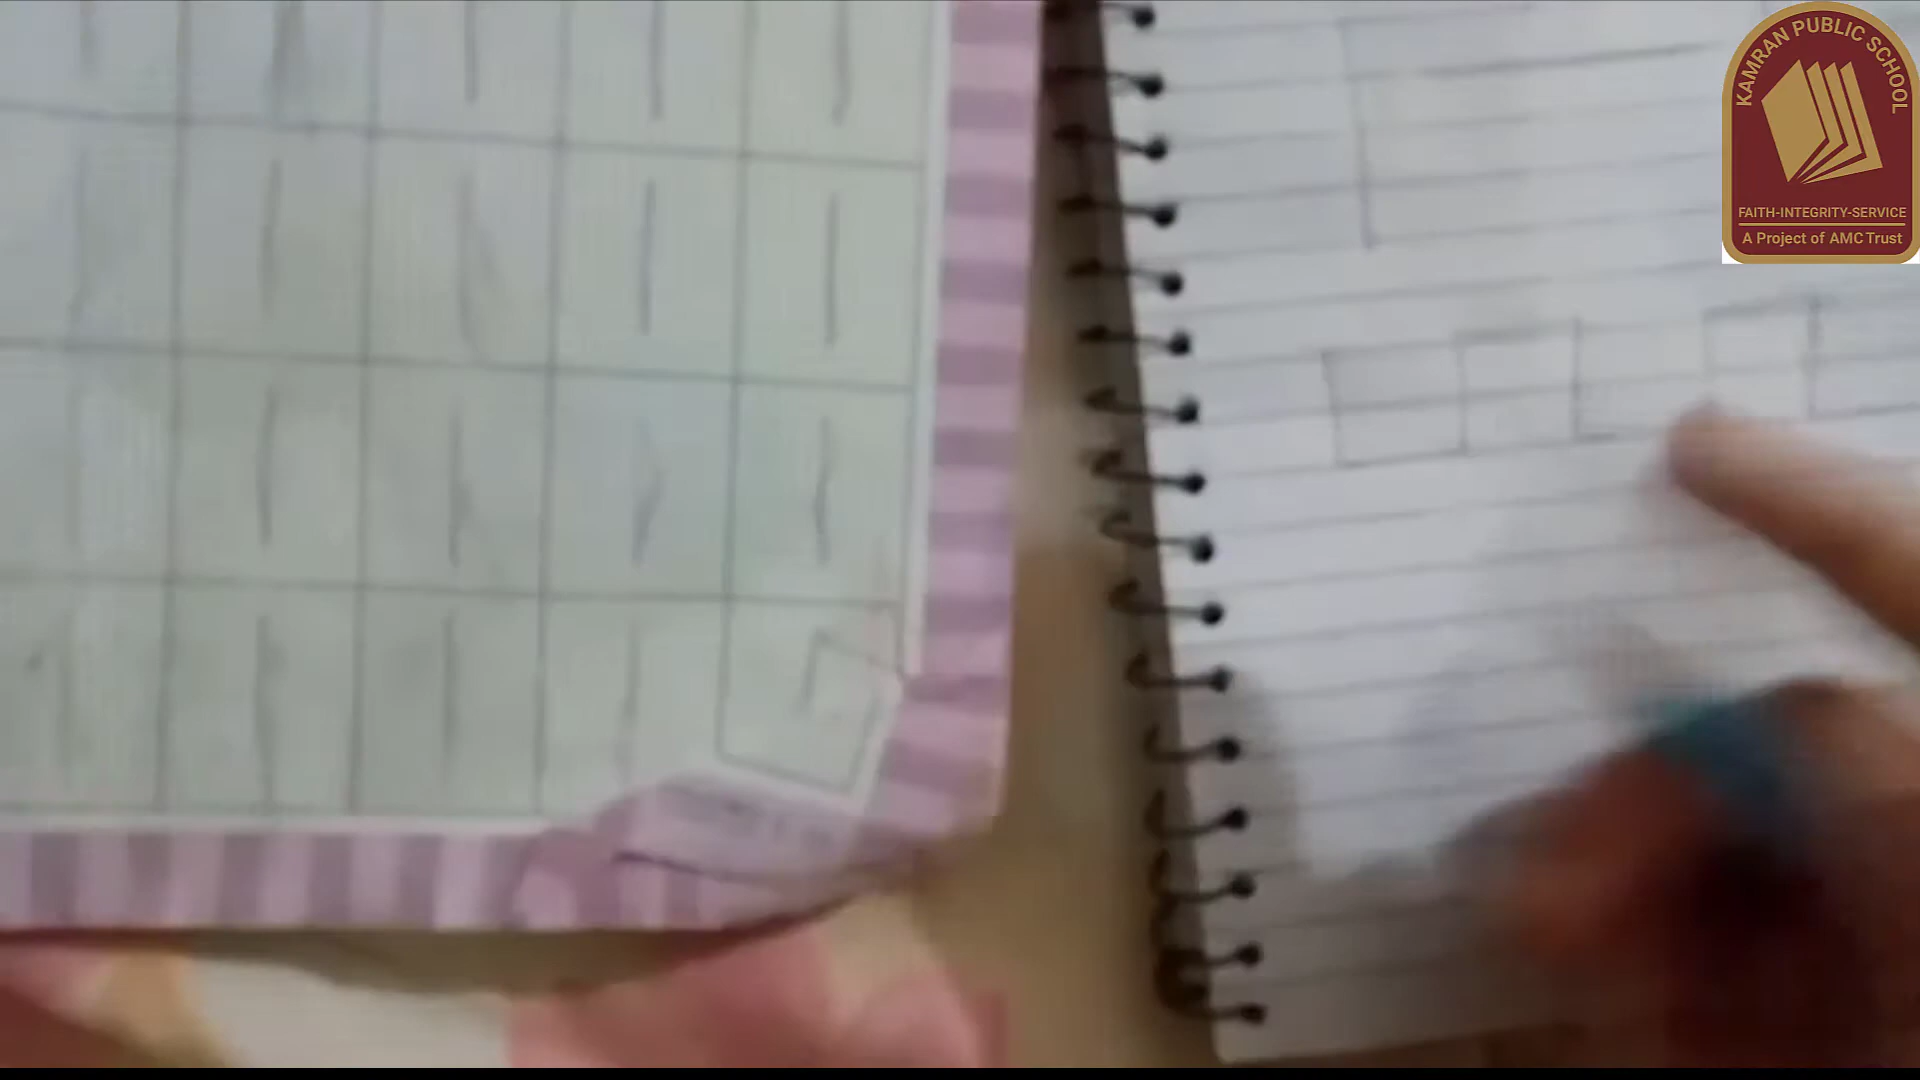 KAMRAN PUBLIC SCHOOL
FAITH-INTEGRITY-SERVICE
A Project of AMC Trust